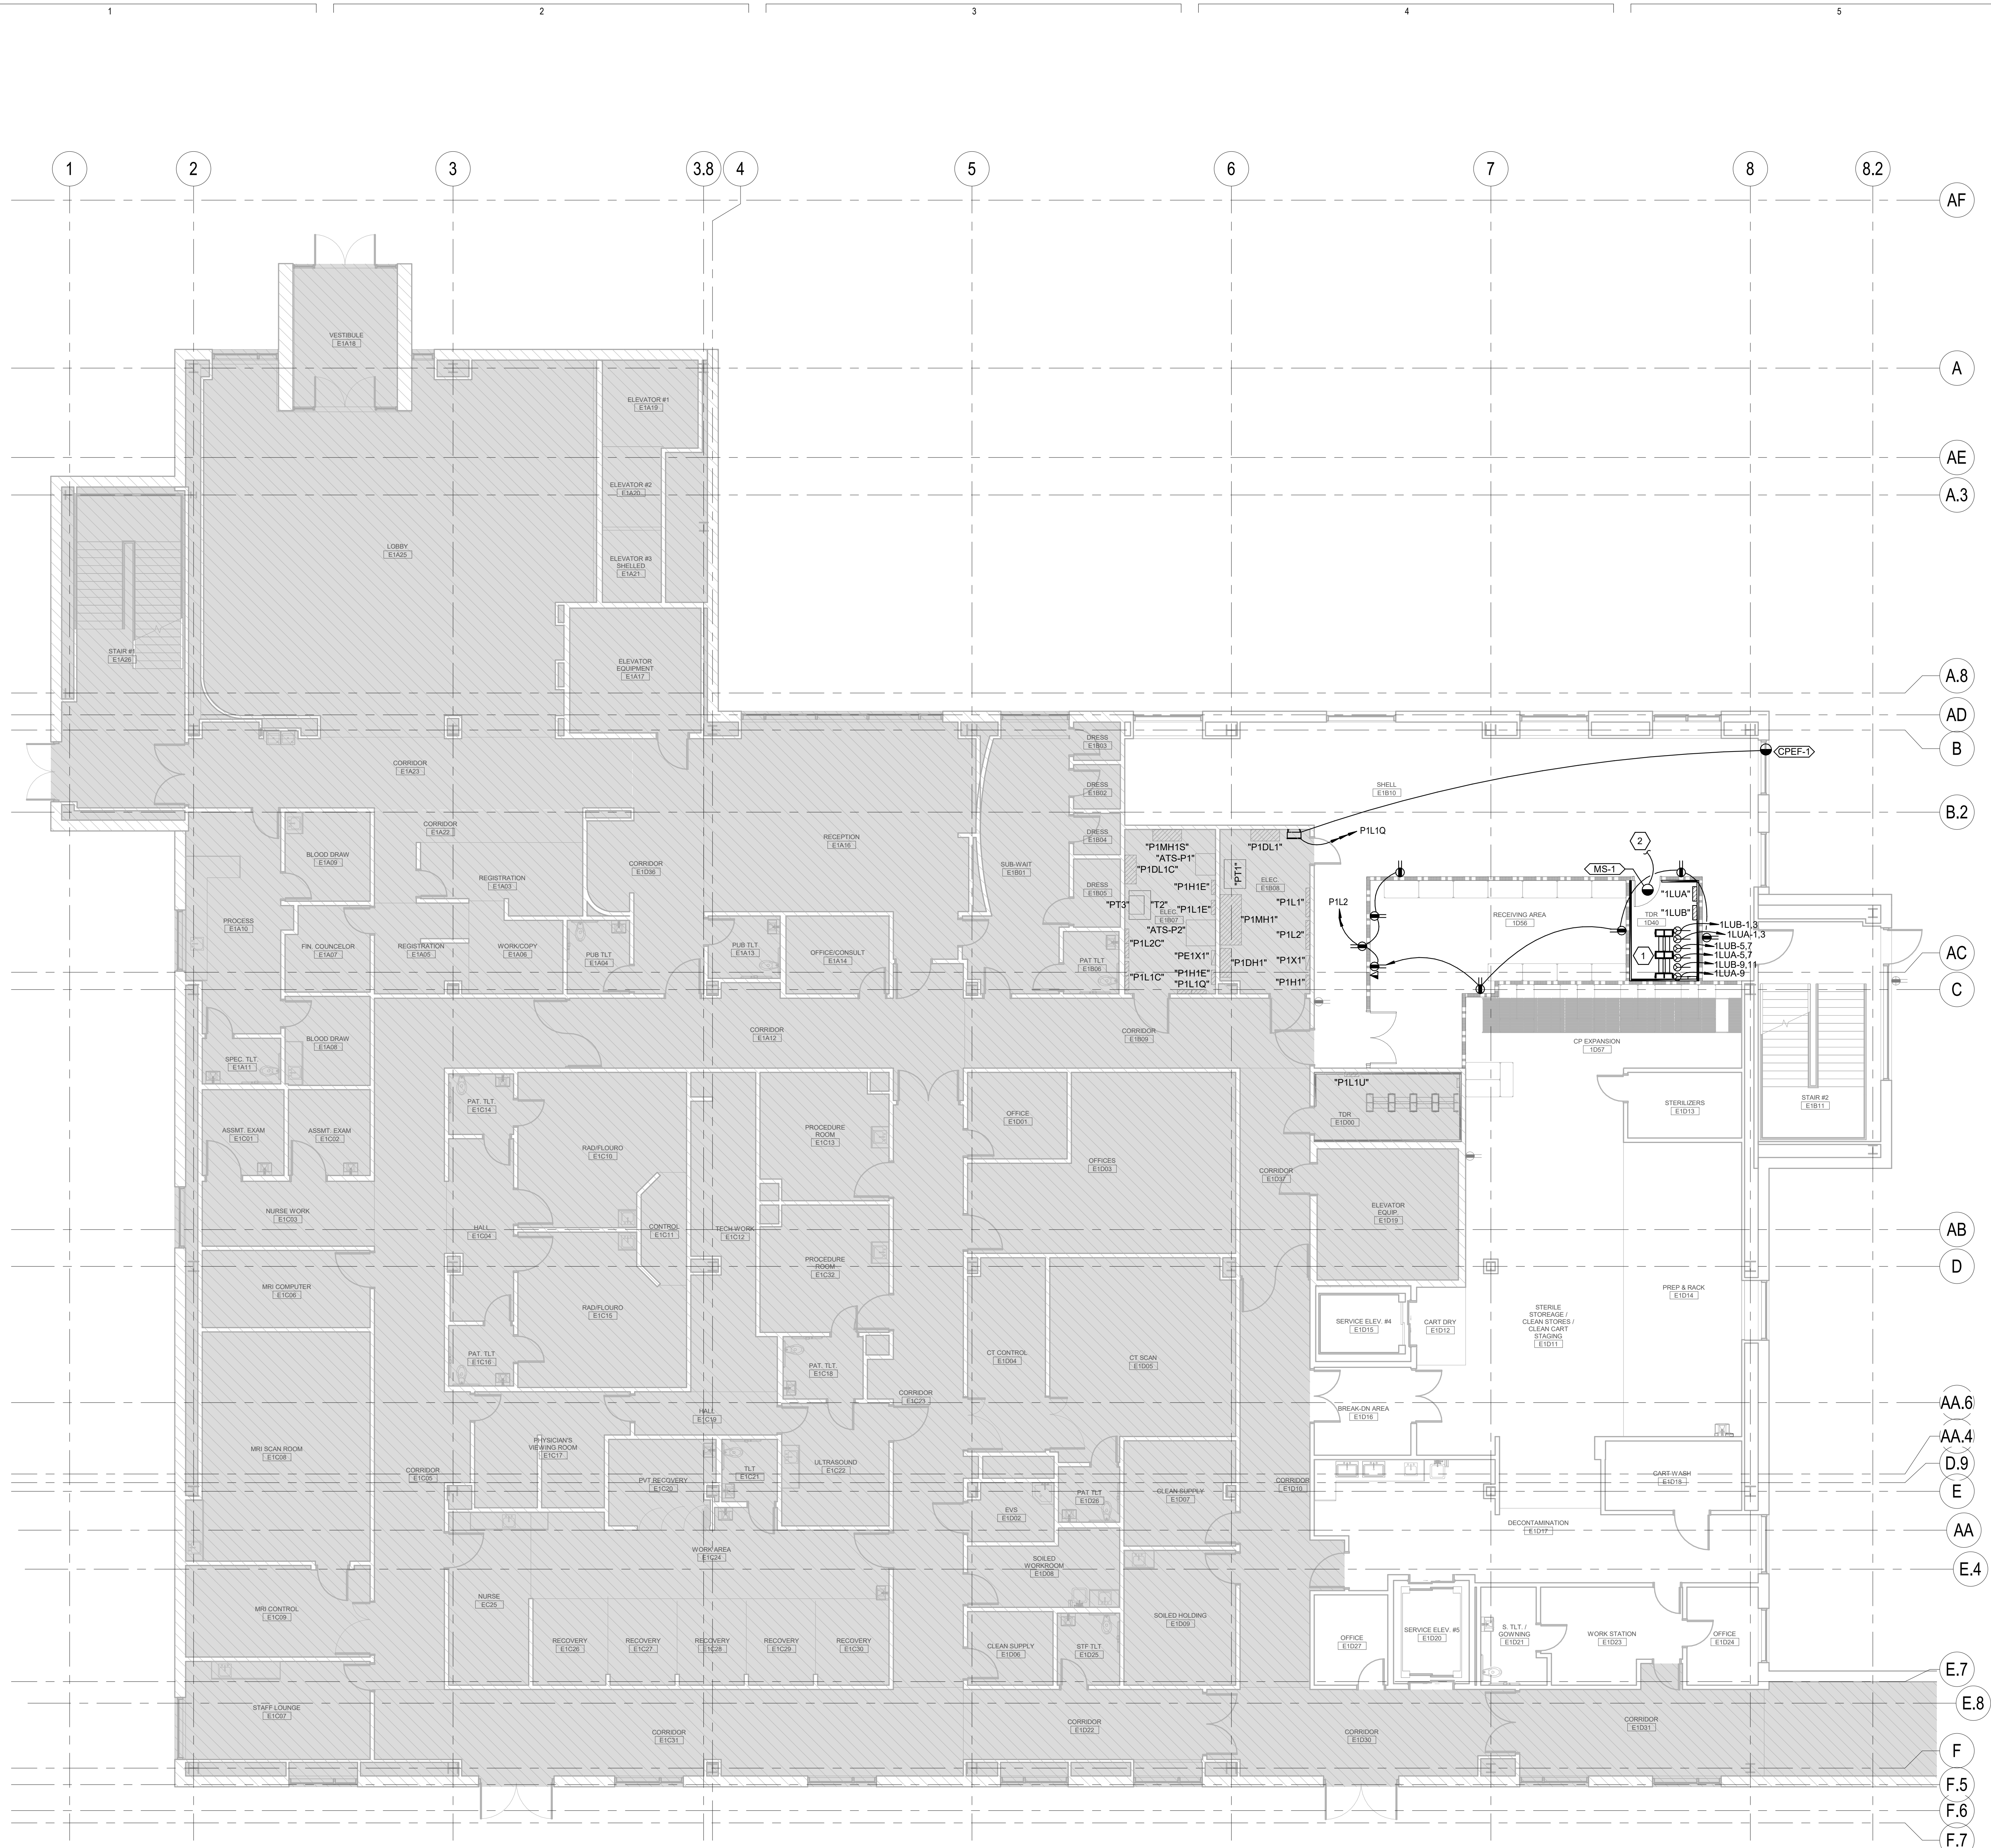 1
2
3
4
5
1
2
3
3.8
4
5
6
7
8
8.2
AF
A
AE
A.3
A.8
AD
B
B.2
AC
C
AB
D
AA.6
AA.4
D.9
E
AA
E.4
E.7
E.8
F
F.5
F.6
F.7
VESTIBULE
E1A18
ELEVATOR #1
E1A19
ELEVATOR #2
E1A20
LOBBY
E1A25
ELEVATOR #3
SHELLED
E1A21
STAIR #1
E1A26
ELEVATOR
EQUIPMENT
E1A17
CORRIDOR
E1A23
DRESS
E1B03
DRESS
E1B02
SHELL
E1B10
CPEF-1
CORRIDOR
E1A22
BLOOD DRAW
E1A09
CORRIDOR
E1D36
RECEPTION
E1A16
SUB-WAIT
E1B01
DRESS
E1B04
DRESS
E1B05
REGISTRATION
E1A03
PROCESS
E1A10
FIN. COUNCELOR
E1A07
REGISTRATION
E1A05
WORK/COPY
E1A06
PUB TLT
E1A04
PUB TLT
E1A13
OFFICE/CONSULT
E1A14
PAT TLT
E1B06
"P1MH1S"
"ATS-P1"
"P1DL1C"
"P1H1E"
"PT3"
"T2"
"P1L1E"
ELEC.
E1B07
"ATS-P2"
"P1L2C"
"PE1X1"
"P1H1E"
"P1L1C"
"P1L1Q"
"P1DL1"
P1L1Q
"PT1"
ELEC.
E1B08
"P1L1"
"P1MH1"
"P1L2"
"P1DH1"
"P1X1"
"P1H1"
P1L2
RECEIVING AREA
1D56
MS-1
2
"1LUA"
TDR
1D40
"1LUB"
1
1LUB-1,3
1LUA-1,3
1LUB-5,7
1LUA-5,7
1LUB-9,11
1LUA-9
CORRIDOR
E1A12
CORRIDOR
E1B09
BLOOD DRAW
E1A08
SPEC. TLT.
E1A11
CP EXPANSION
1D57
STERILIZERS
E1D13
STAIR #2
E1B11
PAT. TLT.
E1C14
RAD/FLOURO
E1C10
PROCEDURE
ROOM
E1C13
OFFICE
E1D01
"P1L1U"
TDR
E1D00
ASSMT. EXAM
E1C01
ASSMT. EXAM
E1C02
OFFICES
E1D03
CORRIDOR
E1D37
NURSE WORK
E1C03
HALL
E1C04
CONTROL
E1C11
TECH WORK
E1C12
ELEVATOR
EQUIP.
E1D19
MRI COMPUTER
E1C06
RAD/FLOURO
E1C15
PROCEDURE
ROOM
E1C32
PREP & RACK
E1D14
STERILE
STOREAGE /
CLEAN STORES /
CLEAN CART
STAGING
E1D11
SERVICE ELEV. #4
E1D15
CART DRY
E1D12
PAT. TLT
E1C16
PAT. TLT.
E1C18
CT CONTROL
E1D04
CT SCAN
E1D05
CORRIDOR
E1C23
BREAK-DN AREA
E1D16
HALL
E1C19
MRI SCAN ROOM
E1C08
CORRIDOR
E1C05
PHYSICIAN'S
VIEWING ROOM
E1C17
PVT RECOVERY
E1C20
TLT
E1C21
ULTRASOUND
E1C22
CORRIDOR
E1D10
CART WASH
E1D18
EVS
E1D02
PAT TLT
E1D26
CLEAN SUPPLY
E1D07
DECONTAMINATION
E1D17
WORK AREA
E1C24
SOILED
WORKROOM
E1D08
NURSE
EC25
MRI CONTROL
E1C09
RECOVERY
E1C26
RECOVERY
E1C27
RECOVERY
E1C28
RECOVERY
E1C29
RECOVERY
E1C30
CLEAN SUPPLY
E1D06
STF TLT
E1D25
SOILED HOLDING
E1D09
OFFICE
E1D27
SERVICE ELEV. #5
E1D20
S. TLT. /
GOWNING
E1D21
WORK STATION
E1D23
OFFICE
E1D24
STAFF LOUNGE
E1C07
CORRIDOR
E1C31
CORRIDOR
E1D22
CORRIDOR
E1D30
CORRIDOR
E1D31